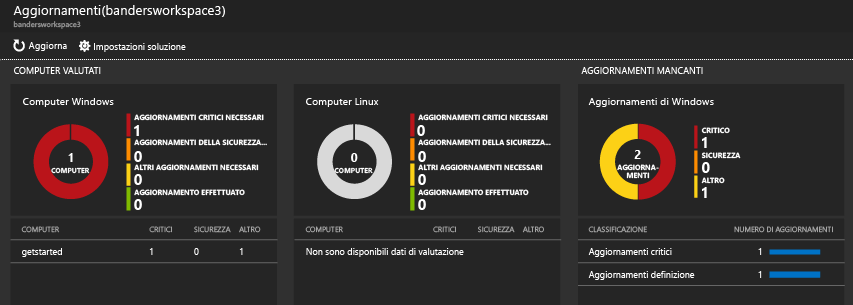 Aggiornamenti(bandersworkspace3)
bandersworkspace3
Aggiorna Impostazioni soluzione
COMPUTER VALUTATI
Computer Windows
1
COMPUTER
AGGIORNAMENTI CRITICI NECESSARI
1
AGGIORNAMENTI DELLA SICUREZZA...
0
ALTRI AGGIORNAMENTI NECESSARI
0
AGGIORNAMENTO EFFETTUATO
0
COMPUTER CRITICI SICUREZZA ALTRO
getstarted 1 0 1
Computer Linux
0
COMPUTER
AGGIORNAMENTI CRITICI NECESSARI
0
AGGIORNAMENTI DELLA SICUREZZA...
0
ALTRI AGGIORNAMENTI NECESSARI
0
AGGIORNAMENTO EFFETTUATO
0
COMPUTER CRITICI SICUREZZA ALTRO
Non sono disponibili dati di valutazione
AGGIORNAMENTI MANCANTI
Aggiornamenti di Windows
2
AGGIORNA-
MENTI
CRITICO
1
SICUREZZA
0
ALTRO
1
CLASSIFICAZIONE NUMERO DI AGGIORNAMENTI
Aggiornamenti critici 1
Aggiornamenti definizione 1